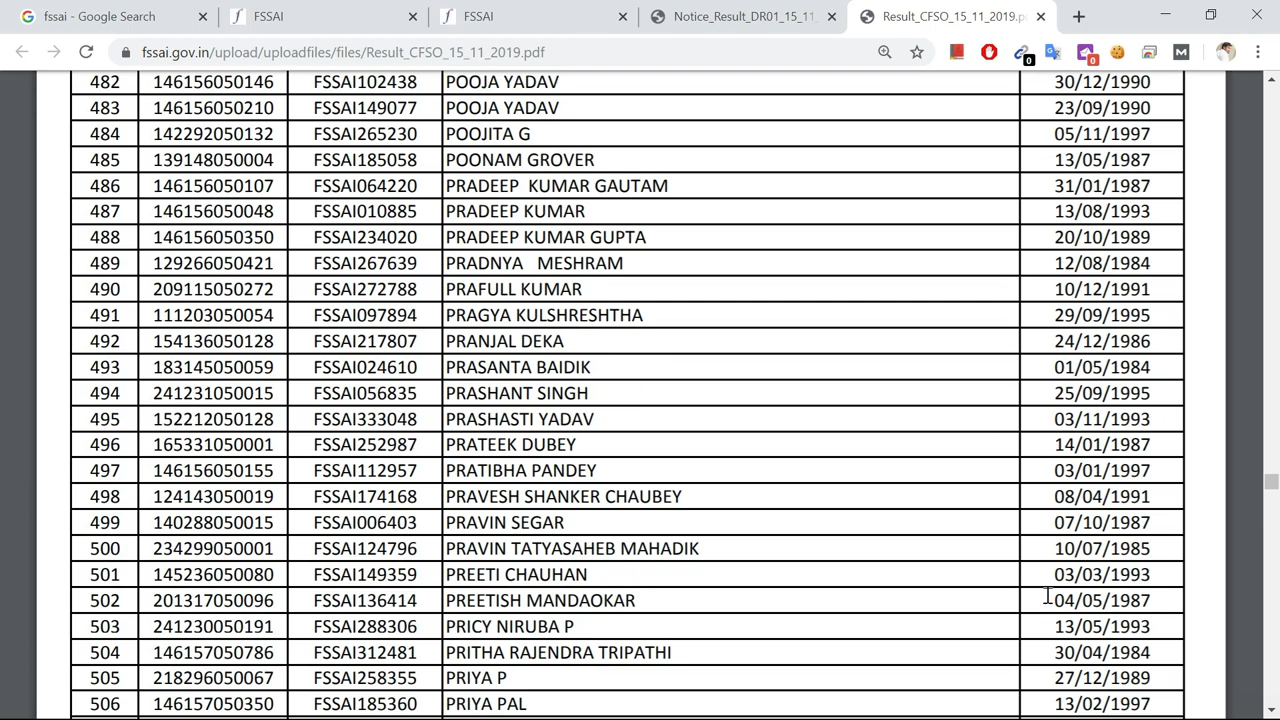 fssai - Google Search
FSSAI
FSSAI
Notice_Result_DR01_15_11
Result_CFSO_15_11_2019.p
fssai.gov.in/upload/uploadfiles/files/Result_CFSO_15_11_2019.pdf
0
0
482 146156050146 FSSAI102438 POOJA YADAV 30/12/1990
483 146156050210 FSSAI149077 POOJA YADAV 23/09/1990
484 142292050132 FSSAI265230 POOJITA G 05/11/1997
485 139148050004 FSSAI185058 POONAM GROVER 13/05/1987
486 146156050107 FSSAI064220 PRADEEP KUMAR GAUTAM 31/01/1987
487 146156050048 FSSAI010885 PRADEEP KUMAR 13/08/1993
488 146156050350 FSSAI234020 PRADEEP KUMAR GUPTA 20/10/1989
489 129266050421 FSSAI267639 PRADNYA MESHRAM 12/08/1984
490 209115050272 FSSAI272788 PRAFULL KUMAR 10/12/1991
491 111203050054 FSSAI097894 PRAGYA KULSHRESHTHA 29/09/1995
492 154136050128 FSSAI217807 PRANJAL DEKA 24/12/1986
493 183145050059 FSSAI024610 PRASANTA BAIDIK 01/05/1984
494 241231050015 FSSAI056835 PRASHANT SINGH 25/09/1995
495 152212050128 FSSAI333048 PRASHASTI YADAV 03/11/1993
496 165331050001 FSSAI252987 PRATEEK DUBEY 14/01/1987
497 146156050155 FSSAI112957 PRATIBHA PANDEY 03/01/1997
498 124143050019 FSSAI174168 PRAVESH SHANKER CHAUBEY 08/04/1991
499 140288050015 FSSAI006403 PRAVIN SEGAR 07/10/1987
500 234299050001 FSSAI124796 PRAVIN TATYASAHEB MAHADIK 10/07/1985
501 145236050080 FSSAI149359 PREETI CHAUHAN 03/03/1993
502 201317050096 FSSAI136414 PREETISH MANDAOKAR 04/05/1987
503 241230050191 FSSAI288306 PRICY NIRUBA P 13/05/1993
504 146157050786 FSSAI312481 PRITHA RAJENDRA TRIPATHI 30/04/1984
505 218296050067 FSSAI258355 PRIYA P 27/12/1989
506 146157050350 FSSAI185360 PRIYA PAL 13/02/1997